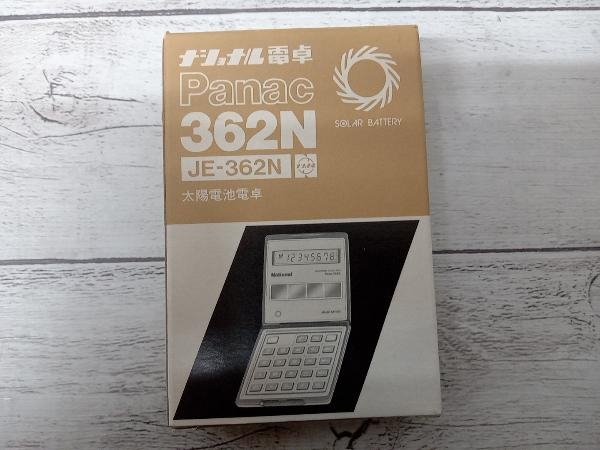 ナショナル電卓
Panac
362N
JE-362N
SOLAR BATTERY
太陽電池電卓
12345678
National